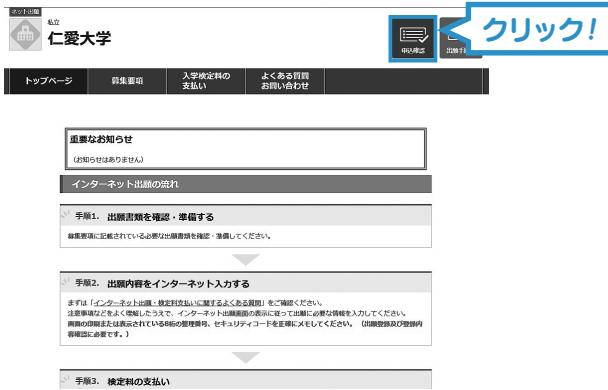 ネット出願
私立
仁愛大学
申込確認
クリック!
トップページ
募集要項
入学検定料の
支払い
よくある質問
お問い合わせ
重要なお知らせ
(お知らせはありません)
インターネット出願の流れ
手順1. 出願書類を確認・準備する
募集要項に記載されている必要な出願書類を確認・準備してください。
手順2. 出願内容をインターネット入力する
まずは「インターネット出願・検定料支払いに関するよくある質問」をご確認ください。
注意事項などをよく理解したうえで、インターネット出願画面の表示に従って出願に必要な情報を入力してください。
画面の印刷または表示されている8桁の整理番号、セキュリティコードを正確にメモしてください。(出願登録及び登録内
容確認に必要です。)
手順3. 検定料の支払い